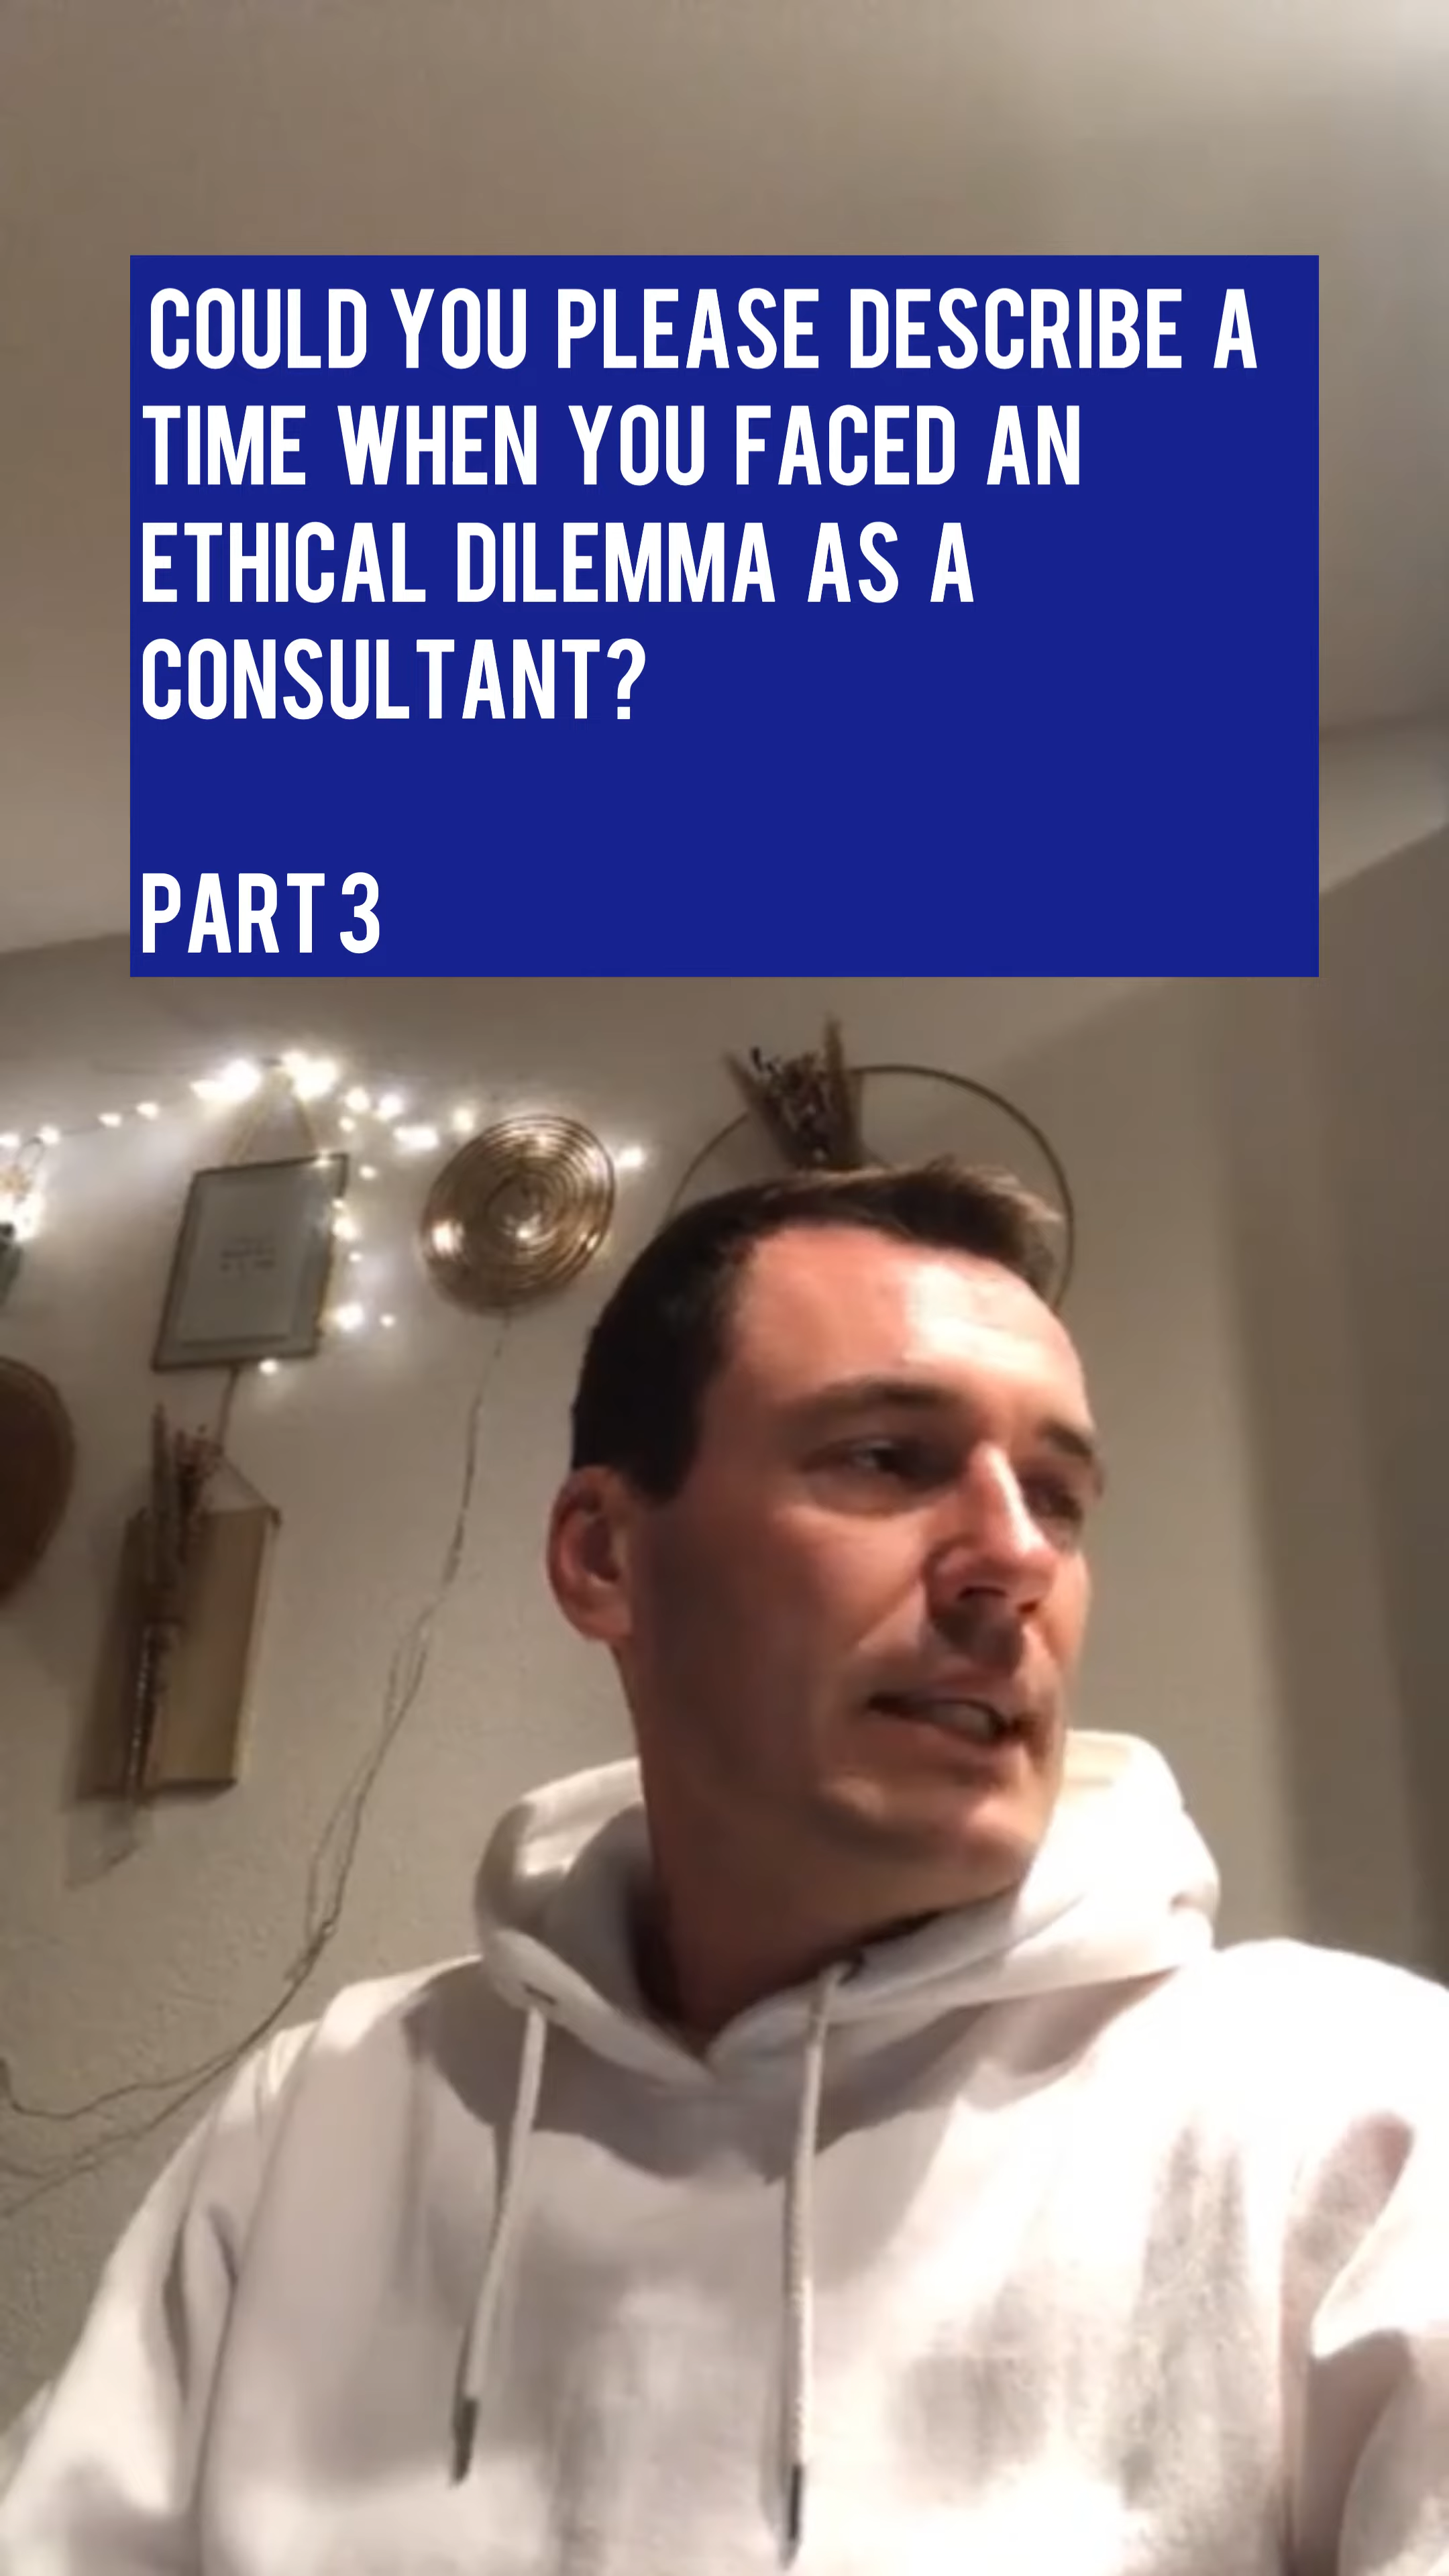 COULD YOU PLEASE DESCRIBE A
TIME WHEN YOU FACED AN
ETHICAL DILEMMA AS A
CONSULTANT?
PART 3